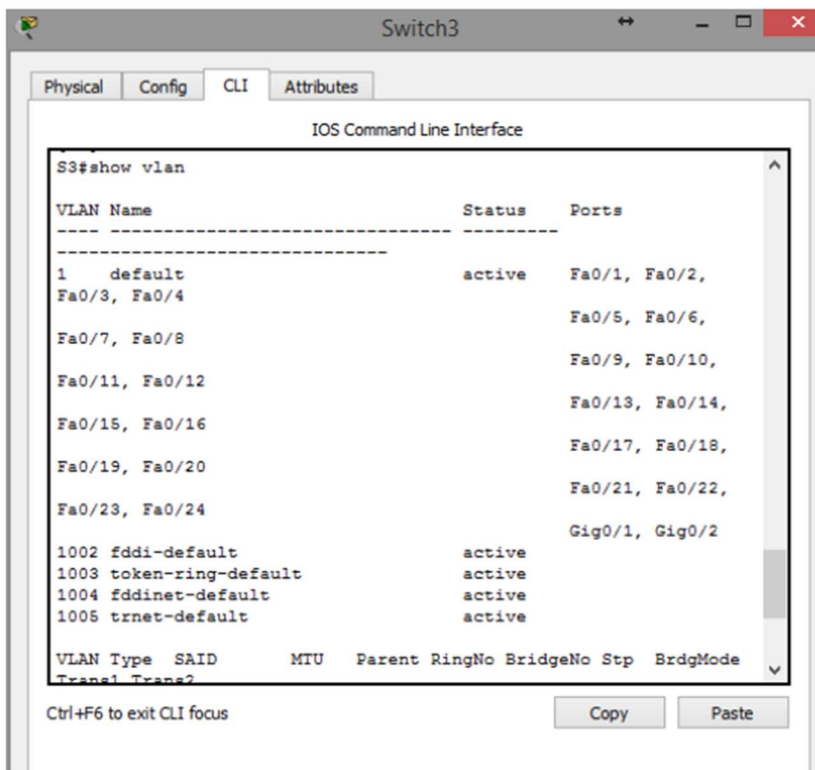 Switch3
Physical Config CLI Attributes
IOS Command Line Interface
S3#show vlan
VLAN Name Status Ports
---- -------------------------------- ---------
-------------------------------
1 default active Fa0/1, Fa0/2,
Fa0/3, Fa0/4
Fa0/5, Fa0/6,
Fa0/7, Fa0/8
Fa0/9, Fa0/10,
Fa0/11, Fa0/12
Fa0/13, Fa0/14,
Fa0/15, Fa0/16
Fa0/17, Fa0/18,
Fa0/19, Fa0/20
Fa0/21, Fa0/22,
Fa0/23, Fa0/24
Gig0/1, Gig0/2
1002 fddi-default active
1003 token-ring-default active
1004 fddinet-default active
1005 trnet-default active
VLAN Type SAID MTU Parent RingNo BridgeNo Stp BrdgMode
Trans1 Trans2
Ctrl+F6 to exit CLI focus
Copy Paste